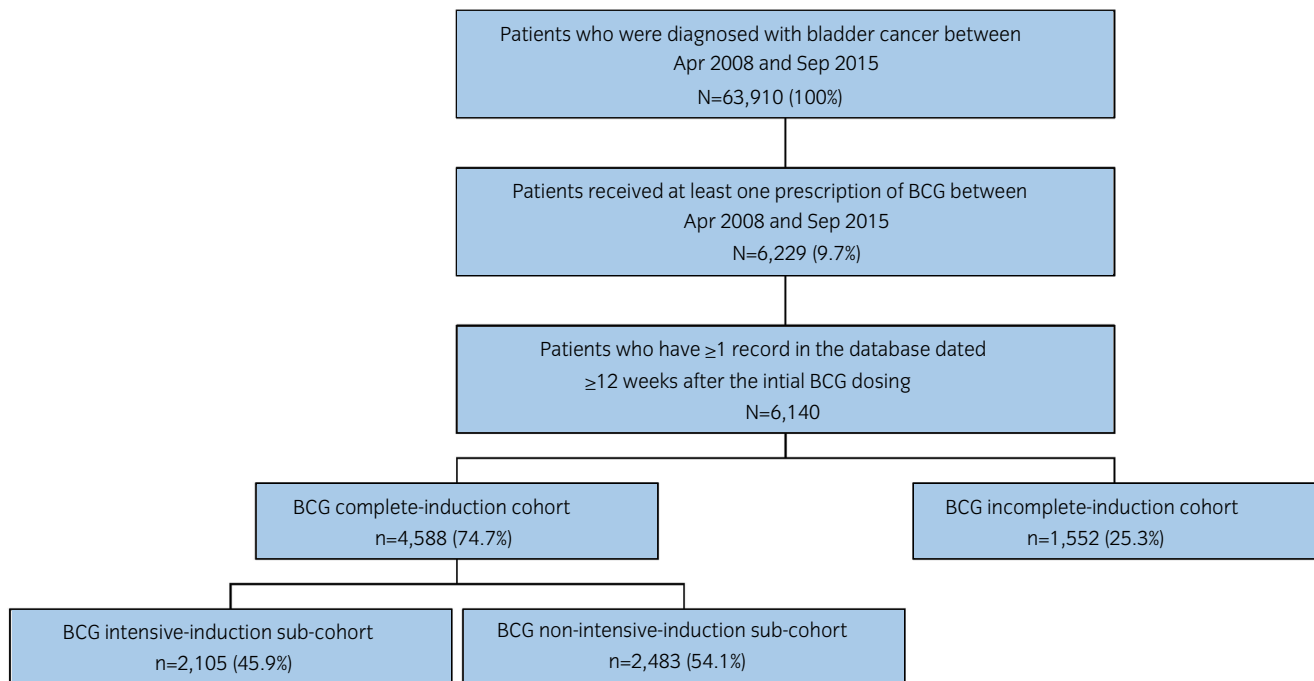 Patients who were diagnosed with bladder cancer between
Apr 2008 and Sep 2015
N=63,910 (100%)
Patients received at least one prescription of BCG between
Apr 2008 and Sep 2015
N=6,229 (9.7%)
Patients who have ≥1 record in the database dated
≥12 weeks after the intial BCG dosing
N=6,140
BCG complete-induction cohort
n=4,588 (74.7%)
BCG incomplete-induction cohort
n=1,552 (25.3%)
BCG intensive-induction sub-cohort
n=2,105 (45.9%)
BCG non-intensive-induction sub-cohort
n=2,483 (54.1%)